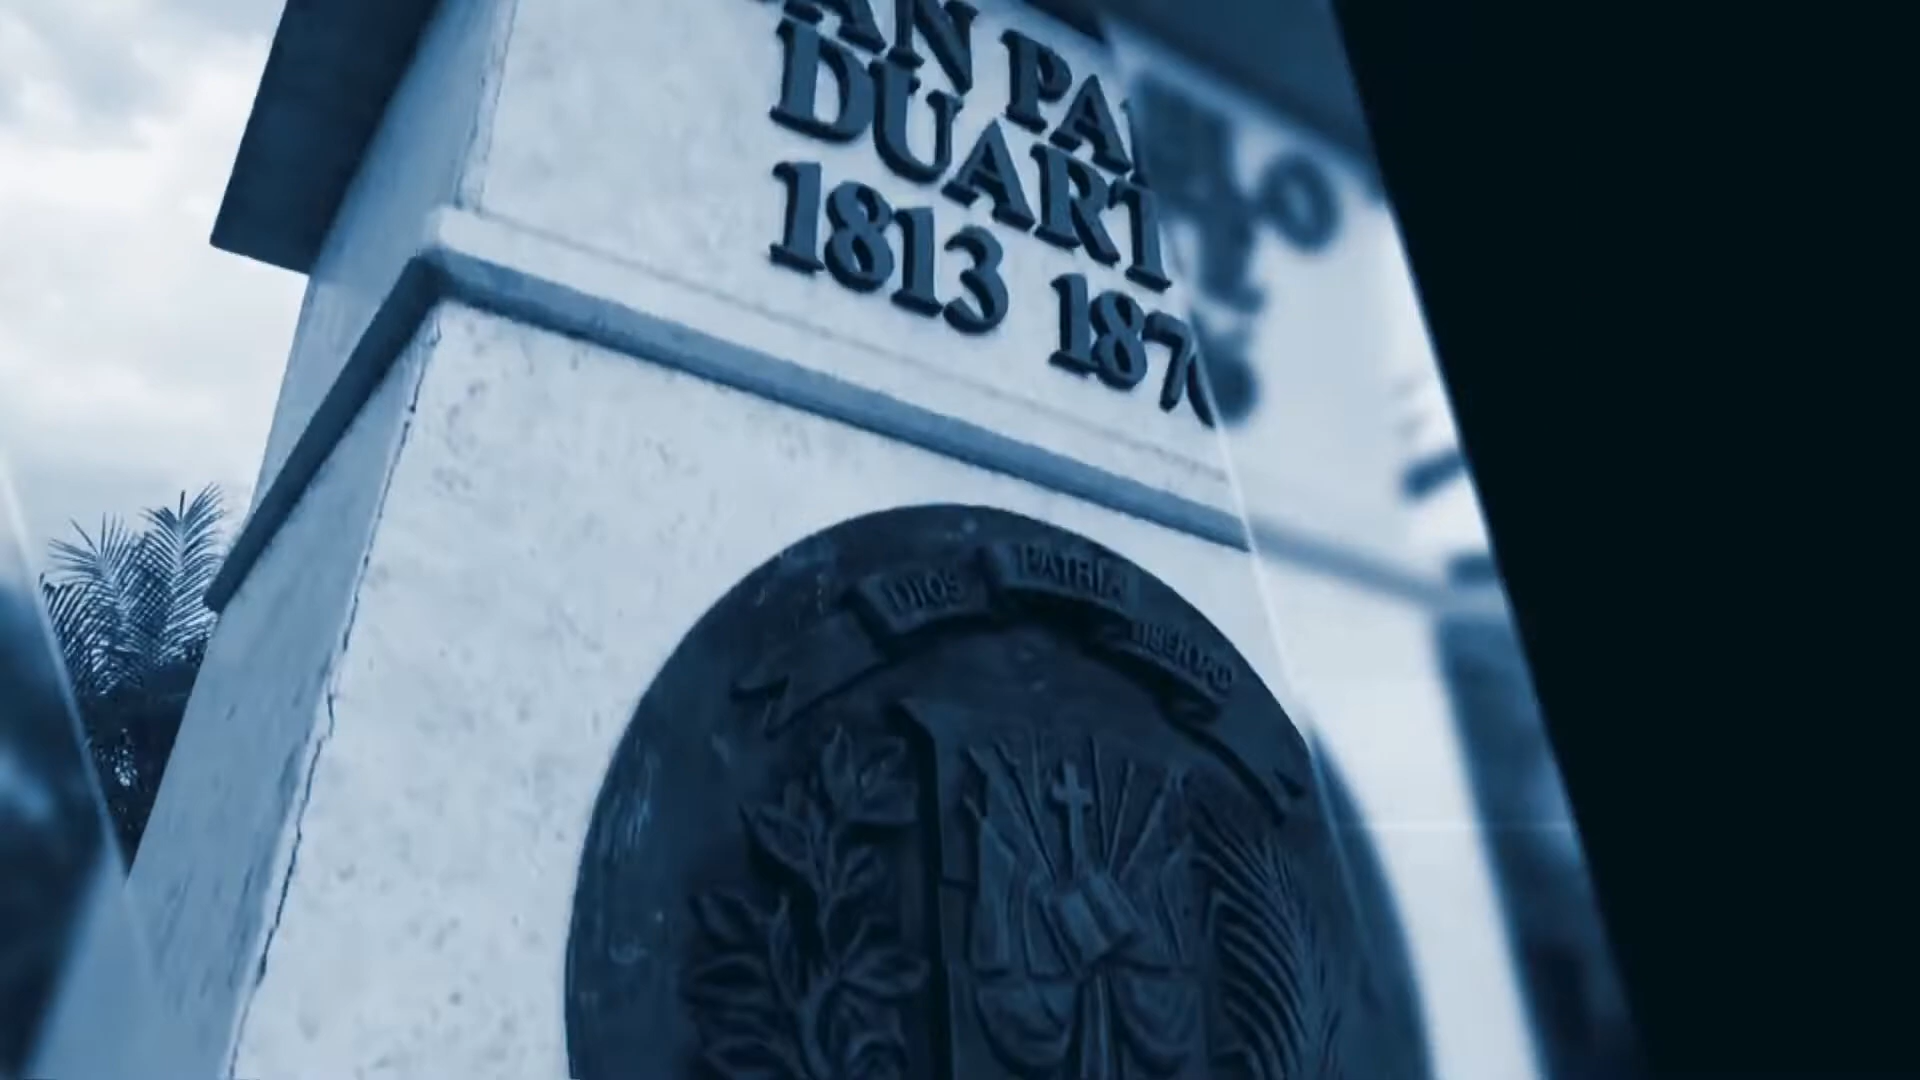 AN PA
DUART
1813 187
DIOS PATRIA LIBERTAD